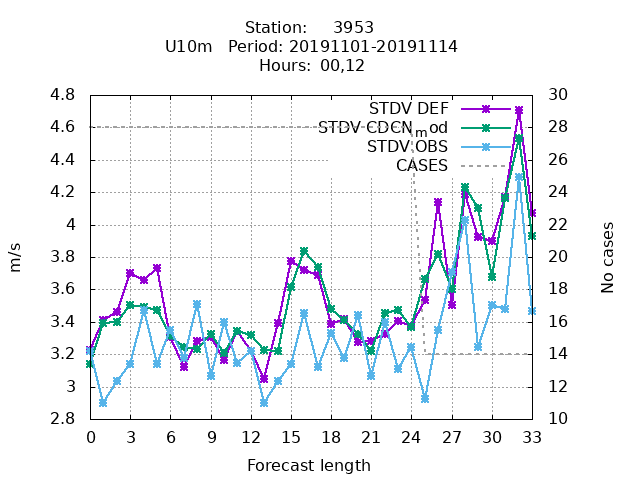 Station:     3953
U10m   Period: 20191101-20191114
Hours:  00,12
4.8
4.6
4.4
4.2
4
3.8
3.6
3.4
3.2
3
2.8
30
28
26
24
22
20
18
16
14
12
10
STDV DEF
STDV CDCN_mod
STDV OBS
CASES
m/s
No cases
0 3 6 9 12 15 18 21 24 27 30 33
Forecast length